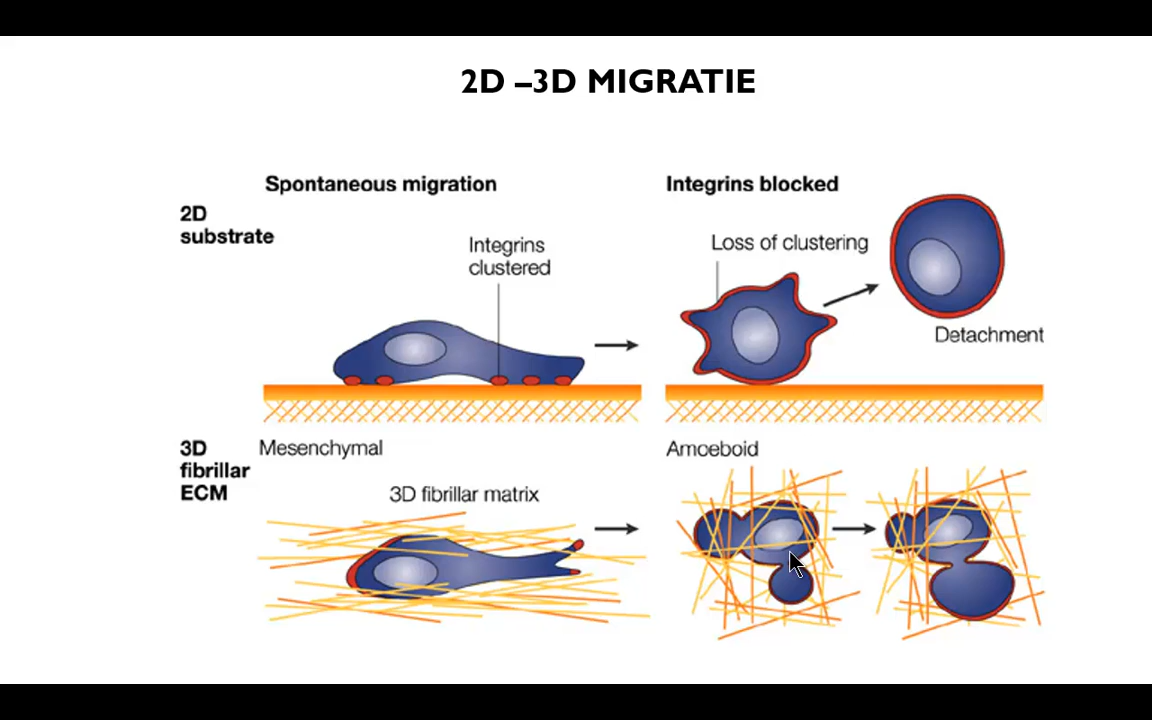 2D –3D MIGRATIE
Spontaneous migration
Integrins blocked
2D
substrate
Integrins
clustered
Loss of clustering
Detachment
3D
fibrillar
ECM
Mesenchymal
3D fibrillar matrix
Amoeboid